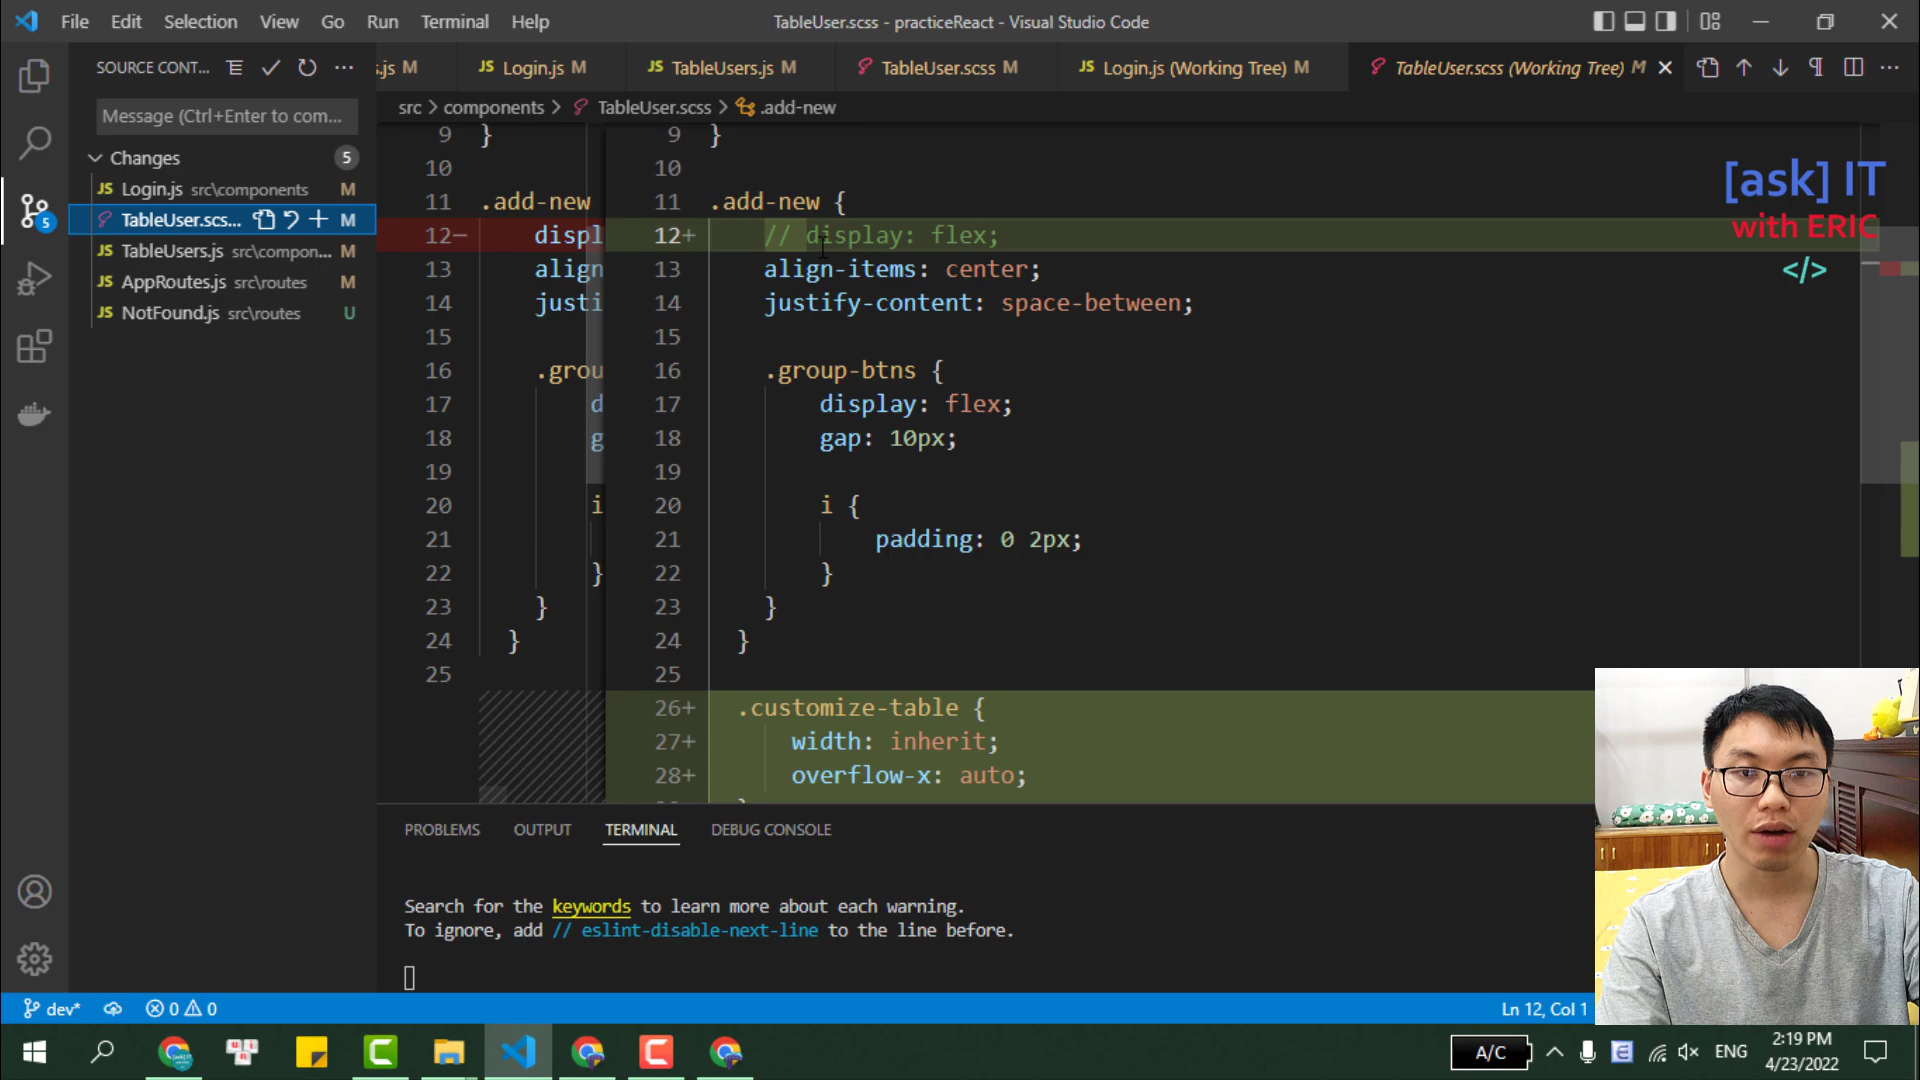 File Edit Selection View Go Run Terminal Help
TableUser.scss - practiceReact - Visual Studio Code
SOURCE CONT...
s.js M
JS Login.js M
JS TableUsers.js M
TableUser.scss M
JS Login.js (Working Tree) M
TableUser.scss (Working Tree) M
Message (Ctrl+Enter to com...
Changes 5
JS Login.js src\components M
TableUser.scs... M
JS TableUsers.js src\compon... M
JS AppRoutes.js src\routes M
JS NotFound.js src\routes U
5
src > components > TableUser.scss > .add-new
9 }
10
11 .add-new
12− displ
13 align
14 justi
15
16 .grou
17 d
18 g
19
20 i
21
22 }
23 }
24 }
25
9 }
10
11 .add-new {
12+ // display: flex;
13 align-items: center;
14 justify-content: space-between;
15
16 .group-btns {
17 display: flex;
18 gap: 10px;
19
20 i {
21 padding: 0 2px;
22 }
23 }
24 }
25
26+ .customize-table {
27+ width: inherit;
28+ overflow-x: auto;
[ask] IT
with ERIC
</>
PROBLEMS OUTPUT TERMINAL DEBUG CONSOLE
Search for the keywords to learn more about each warning.
To ignore, add // eslint-disable-next-line to the line before.
dev* 0 0
Ln 12, Col 1
A/C
ENG
2:19 PM
4/23/2022